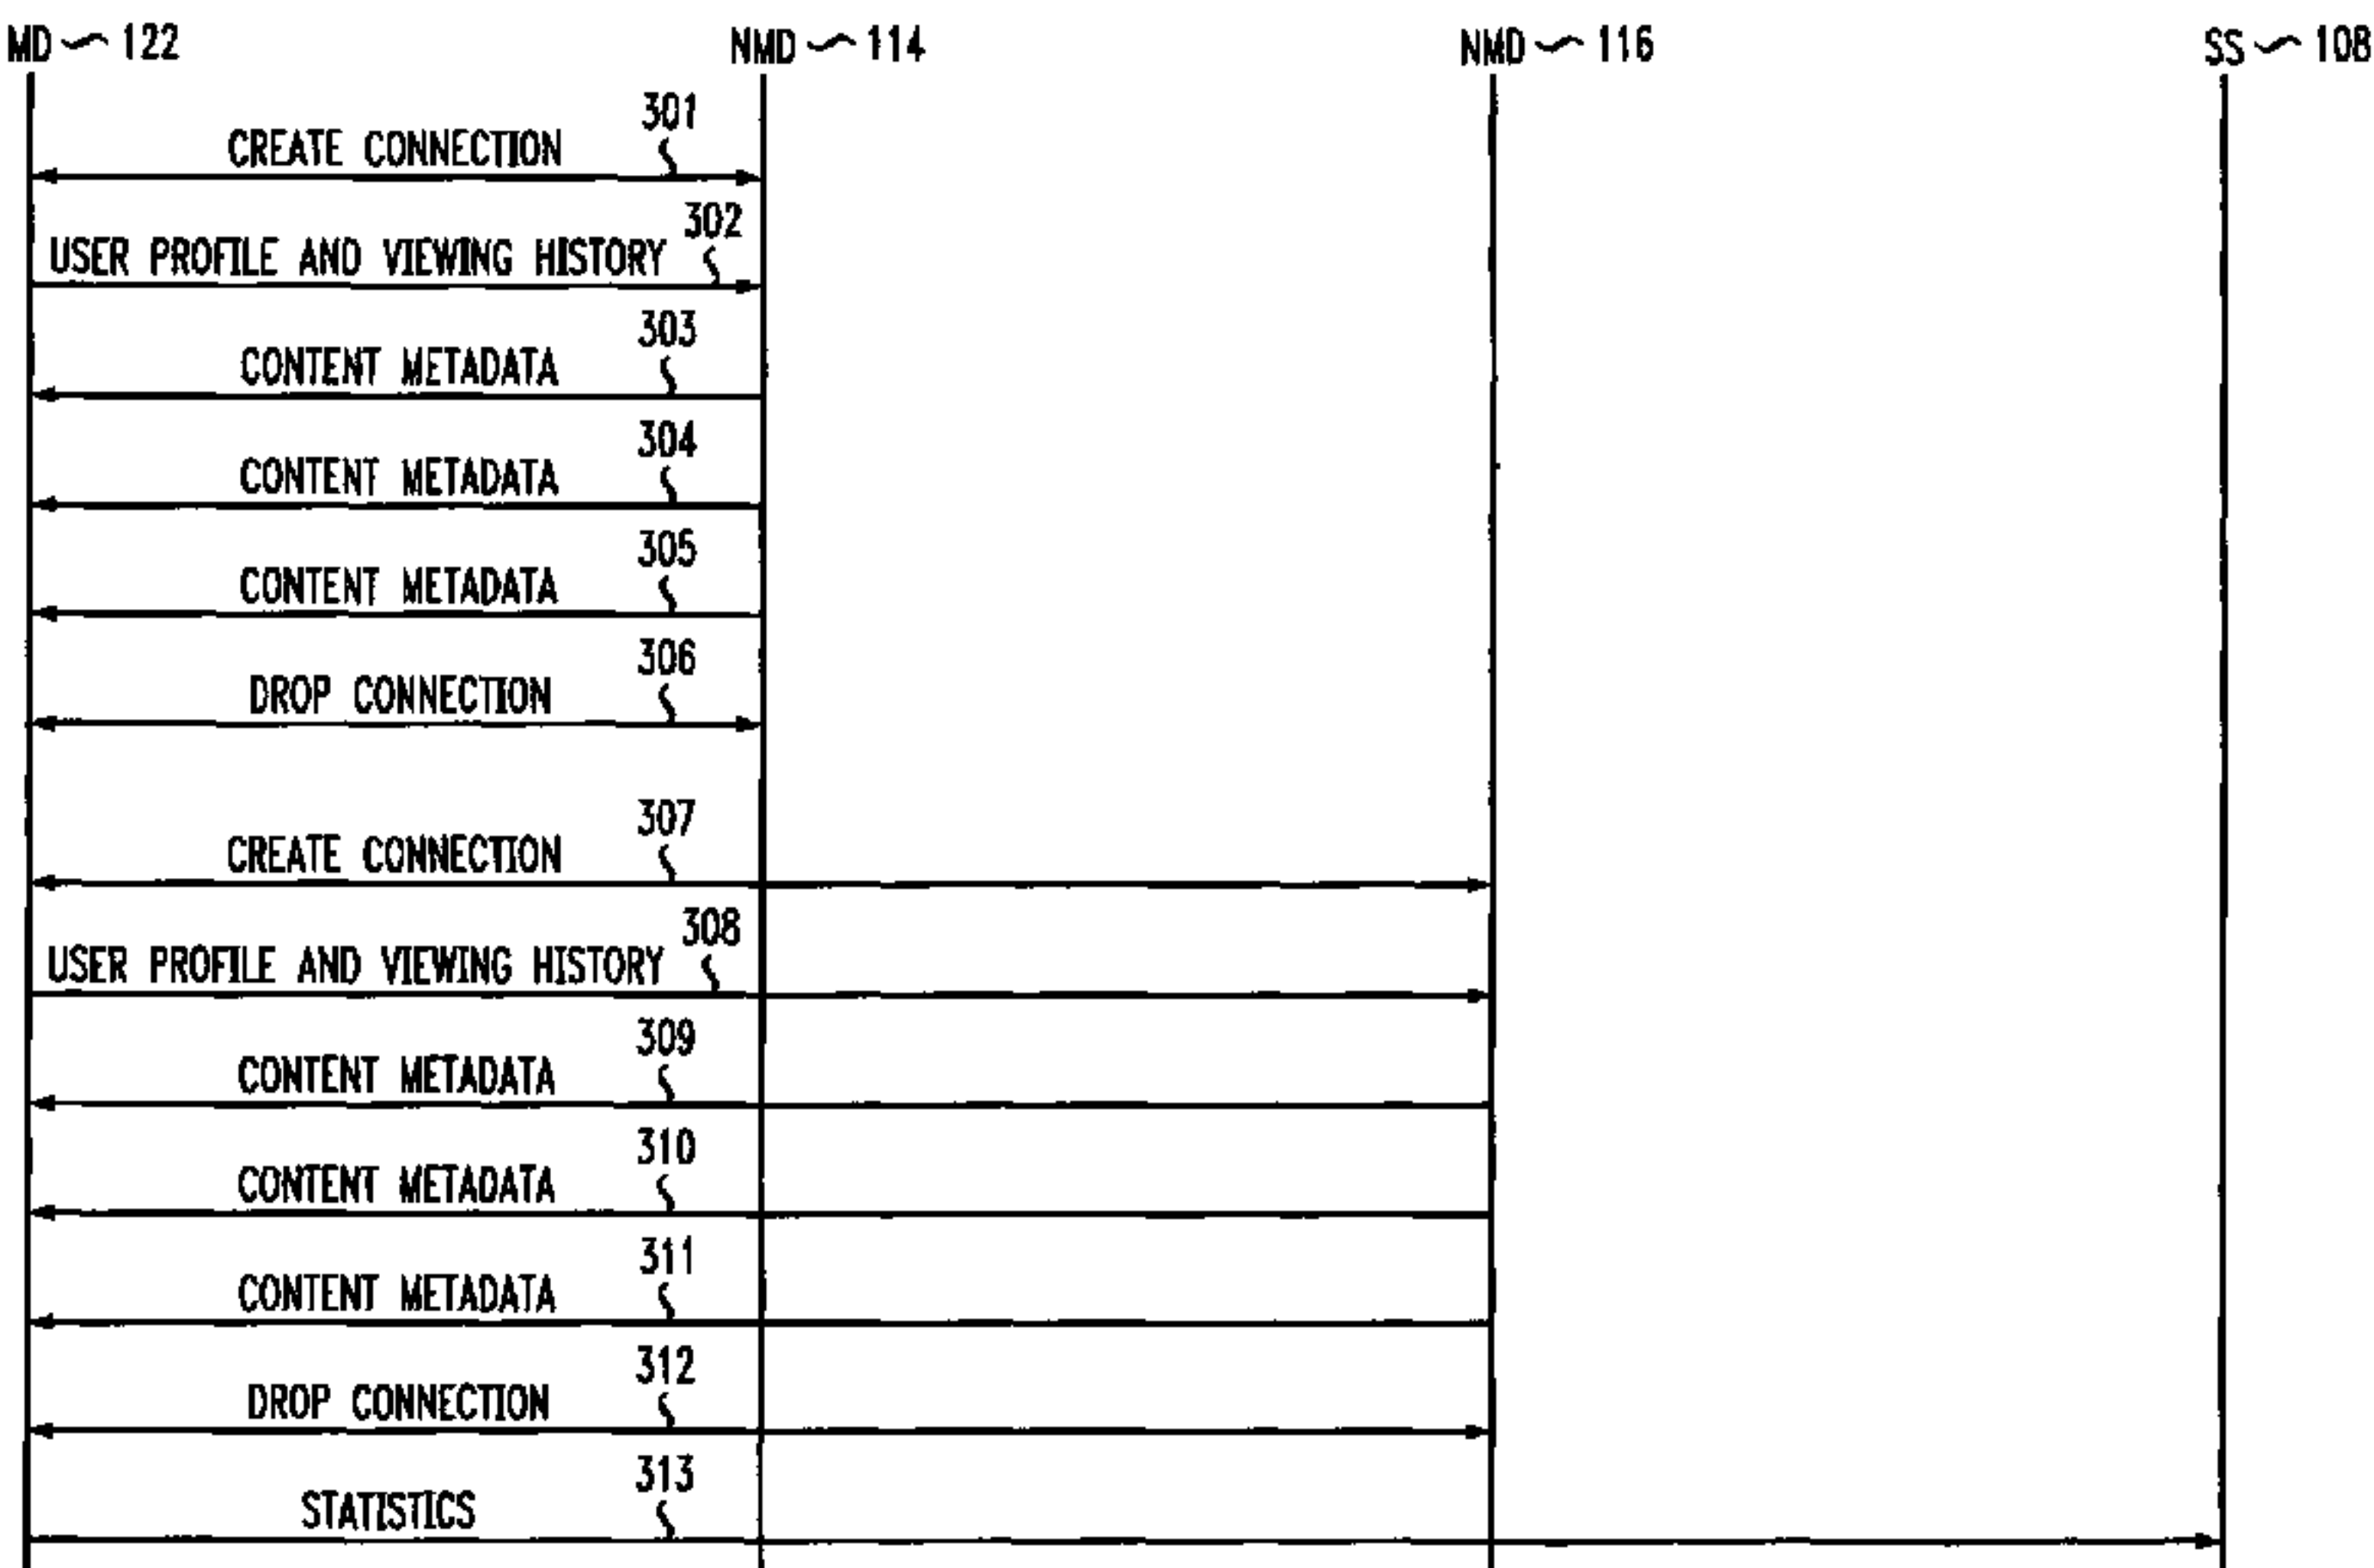 MD 122 NMD 114 NMD 116 SS 108
301
CREATE CONNECTION
302
USER PROFILE AND VIEWING HISTORY
303
CONTENT METADATA
304
CONTENT METADATA
305
CONTENT METADATA
306
DROP CONNECTION
307
CREATE CONNECTION
308
USER PROFILE AND VIEWING HISTORY
309
CONTENT METADATA
310
CONTENT METADATA
311
CONTENT METADATA
312
DROP CONNECTION
313
STATISTICS